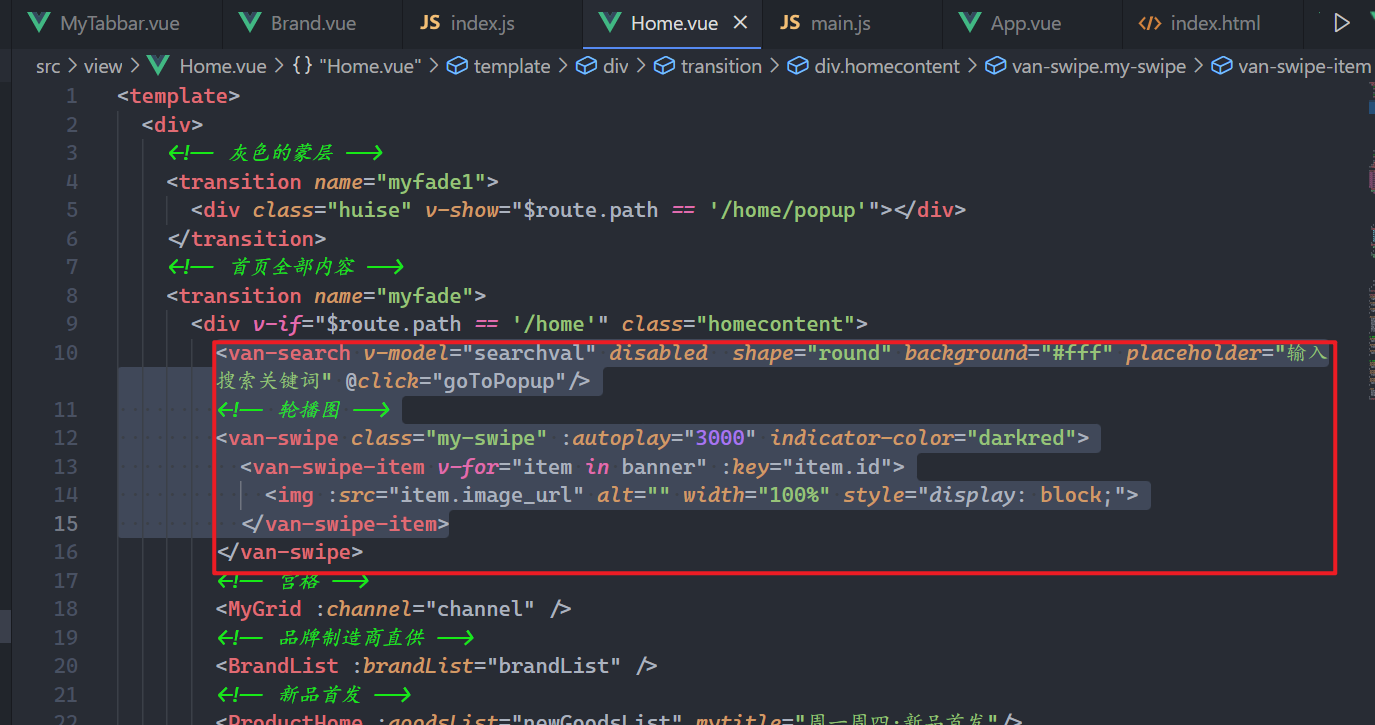 MyTabbar.vue Brand.vue JS index.js Home.vue JS main.js App.vue index.html
src > view > Home.vue > {} "Home.vue" > template > div > transition > div.homecontent > van-swipe.my-swipe > van-swipe-item
1 <template>
2 <div>
3 <!-- 灰色的蒙层 -->
4 <transition name="myfade1">
5 <div class="huise" v-show="$route.path == '/home/popup'"></div>
6 </transition>
7 <!-- 首页全部内容 -->
8 <transition name="myfade">
9 <div v-if="$route.path == '/home'" class="homecontent">
10 <van-search v-model="searchval" disabled  shape="round" background="#fff" placeholder="输入
搜索关键词" @click="goToPopup"/>
11 <!-- 轮播图 -->
12 <van-swipe class="my-swipe" :autoplay="3000" indicator-color="darkred">
13 <van-swipe-item v-for="item in banner" :key="item.id">
14 <img :src="item.image_url" alt="" width="100%" style="display: block;">
15 </van-swipe-item>
16 </van-swipe>
17 <!-- 宫格 -->
18 <MyGrid :channel="channel" />
19 <!-- 品牌制造商直供 -->
20 <BrandList :brandList="brandList" />
21 <!-- 新品首发 -->
22 <ProductHome :goodsList="newGoodsList" mytitle="周一周四·新品首发"/>